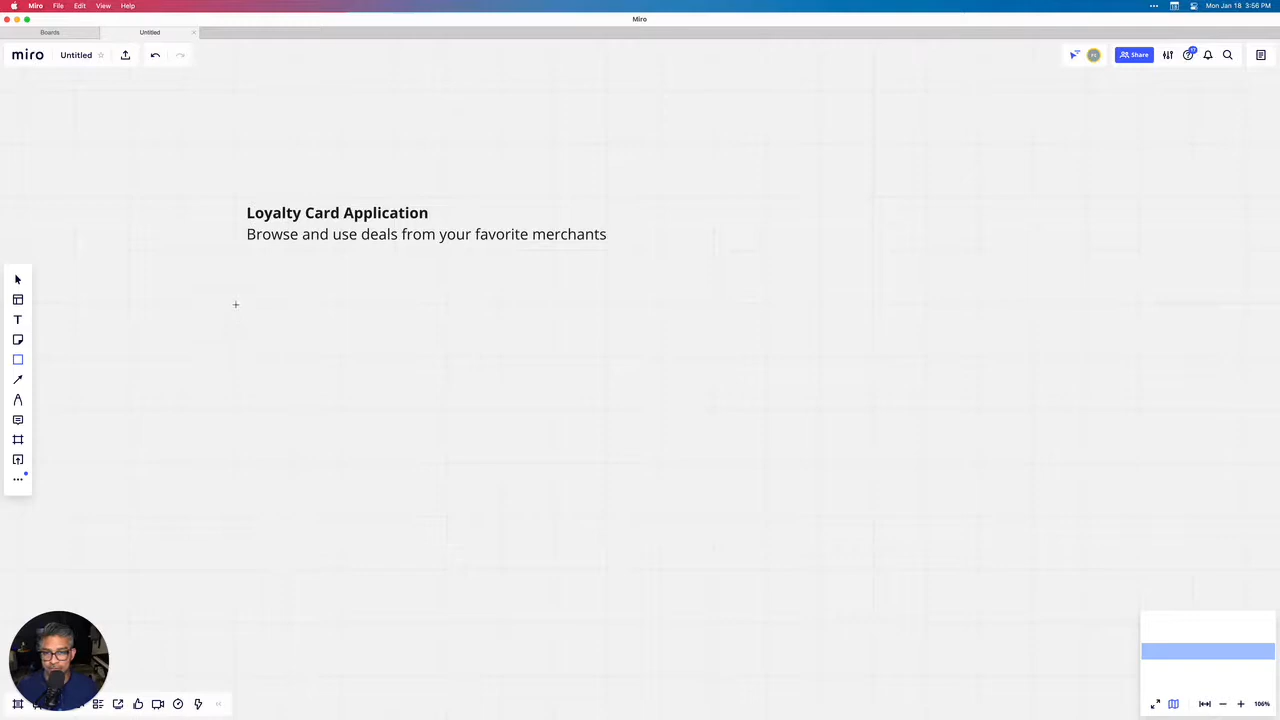 Miro File Edit View Help
Mon Jan 18 3:56 PM
Miro
Boards
Untitled
miro
Untitled
Share
Loyalty Card Application
Browse and use deals from your favorite merchants
106%